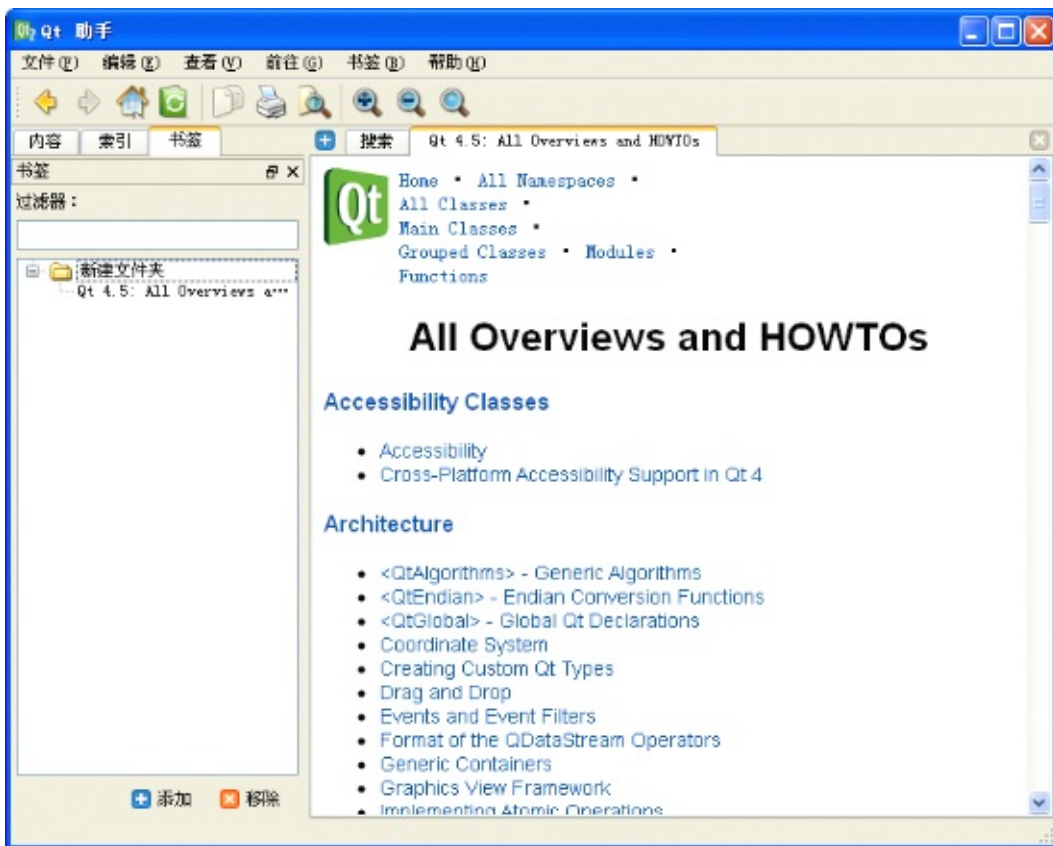 Qt 助手
文件(F) 编辑(E) 查看(V) 前往(G) 书签(B) 帮助(H)
内容 索引 书签
搜索 Qt 4.5: All Overviews and HOWTOs
书签
过滤器：
新建文件夹
Qt 4.5: All Overviews a...
添加 移除
Qt
Home · All Namespaces ·
All Classes ·
Main Classes ·
Grouped Classes · Modules ·
Functions
All Overviews and HOWTOs
Accessibility Classes
Accessibility
Cross-Platform Accessibility Support in Qt 4
Architecture
<QtAlgorithms> - Generic Algorithms
<QtEndian> - Endian Conversion Functions
<QtGlobal> - Global Qt Declarations
Coordinate System
Creating Custom Qt Types
Drag and Drop
Events and Event Filters
Format of the QDataStream Operators
Generic Containers
Graphics View Framework
Implementing Atomic Operations